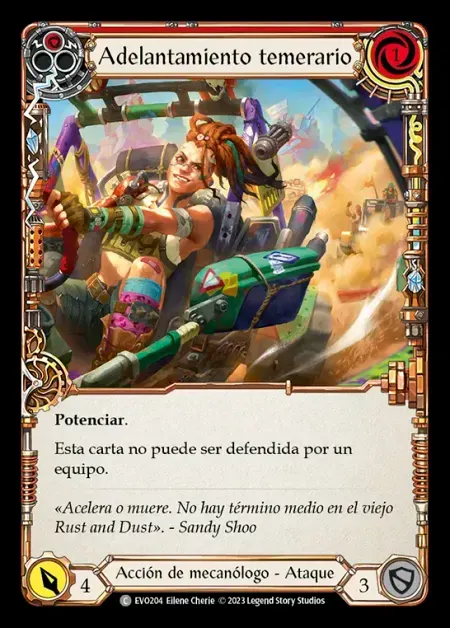 Adelantamiento temerario
1
Potenciar.
Esta carta no puede ser defendida por un
equipo.
«Acelera o muere. No hay término medio en el viejo
Rust and Dust». - Sandy Shoo
4
Acción de mecanólogo - Ataque
3
C EVO204 Eilene Cherie © 2023 Legend Story Studios